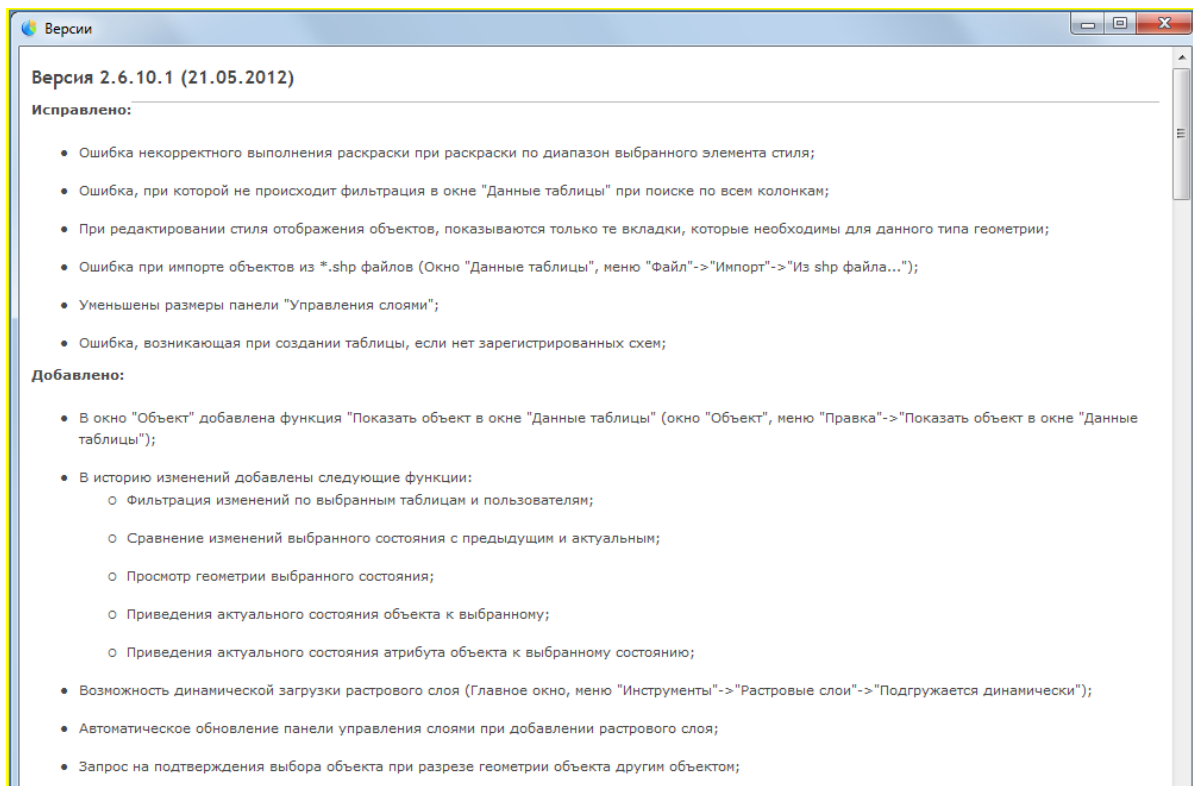 Версии
Версия 2.6.10.1 (21.05.2012)
Исправлено:
● Ошибка некорректного выполнения раскраски при раскраски по диапазон выбранного элемента стиля;
● Ошибка, при которой не происходит фильтрация в окне "Данные таблицы" при поиске по всем колонкам;
● При редактировании стиля отображения объектов, показываются только те вкладки, которые необходимы для данного типа геометрии;
● Ошибка при импорте объектов из *.shp файлов (Окно "Данные таблицы", меню "Файл"->"Импорт"->"Из shp файла...");
● Уменьшены размеры панели "Управления слоями";
● Ошибка, возникающая при создании таблицы, если нет зарегистрированных схем;
Добавлено:
● В окно "Объект" добавлена функция "Показать объект в окне "Данные таблицы" (окно "Объект", меню "Правка"->"Показать объект в окне "Данные
таблицы");
● В историю изменений добавлены следующие функции:
○ Фильтрация изменений по выбранным таблицам и пользователям;
○ Сравнение изменений выбранного состояния с предыдущим и актуальным;
○ Просмотр геометрии выбранного состояния;
○ Приведения актуального состояния объекта к выбранному;
○ Приведения актуального состояния атрибута объекта к выбранному состоянию;
● Возможность динамической загрузки растрового слоя (Главное окно, меню "Инструменты"->"Растровые слои"->"Подгружается динамически");
● Автоматическое обновление панели управления слоями при добавлении растрового слоя;
● Запрос на подтверждения выбора объекта при разрезе геометрии объекта другим объектом;